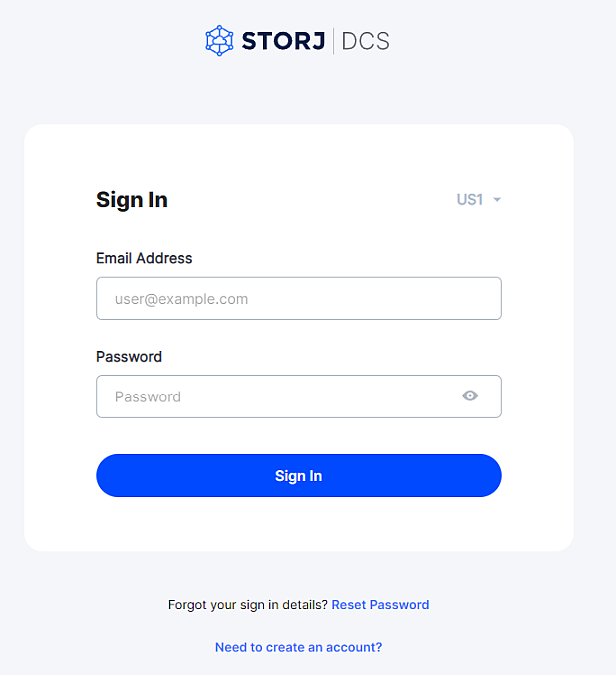 STORJ DCS
Sign In US1
Email Address
user@example.com
Password
Password
Sign In
Forgot your sign in details? Reset Password
Need to create an account?